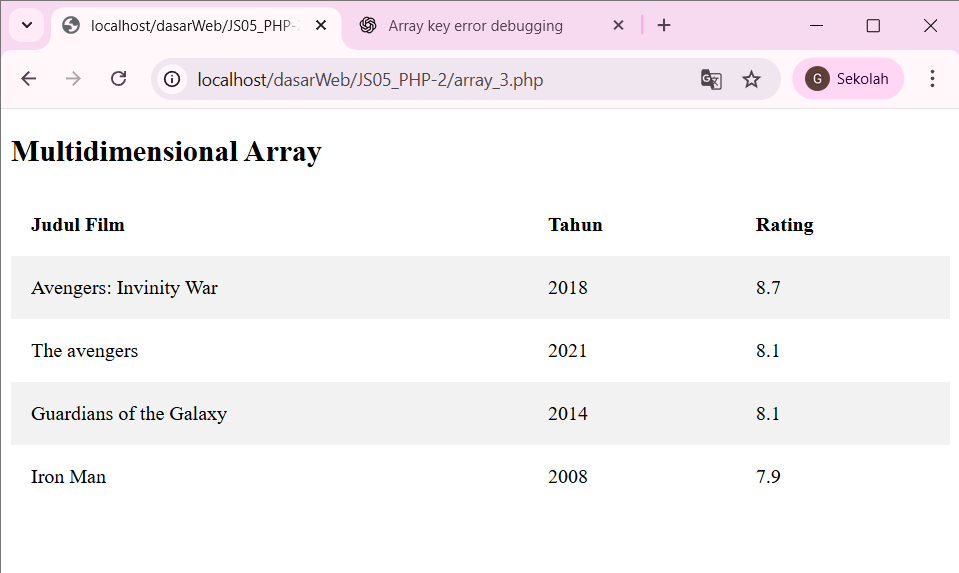 localhost/dasarWeb/JS05_PHP-
Array key error debugging
localhost/dasarWeb/JS05_PHP-2/array_3.php
G
Sekolah
Multidimensional Array
Judul Film Tahun Rating
Avengers: Invinity War 2018 8.7
The avengers 2021 8.1
Guardians of the Galaxy 2014 8.1
Iron Man 2008 7.9